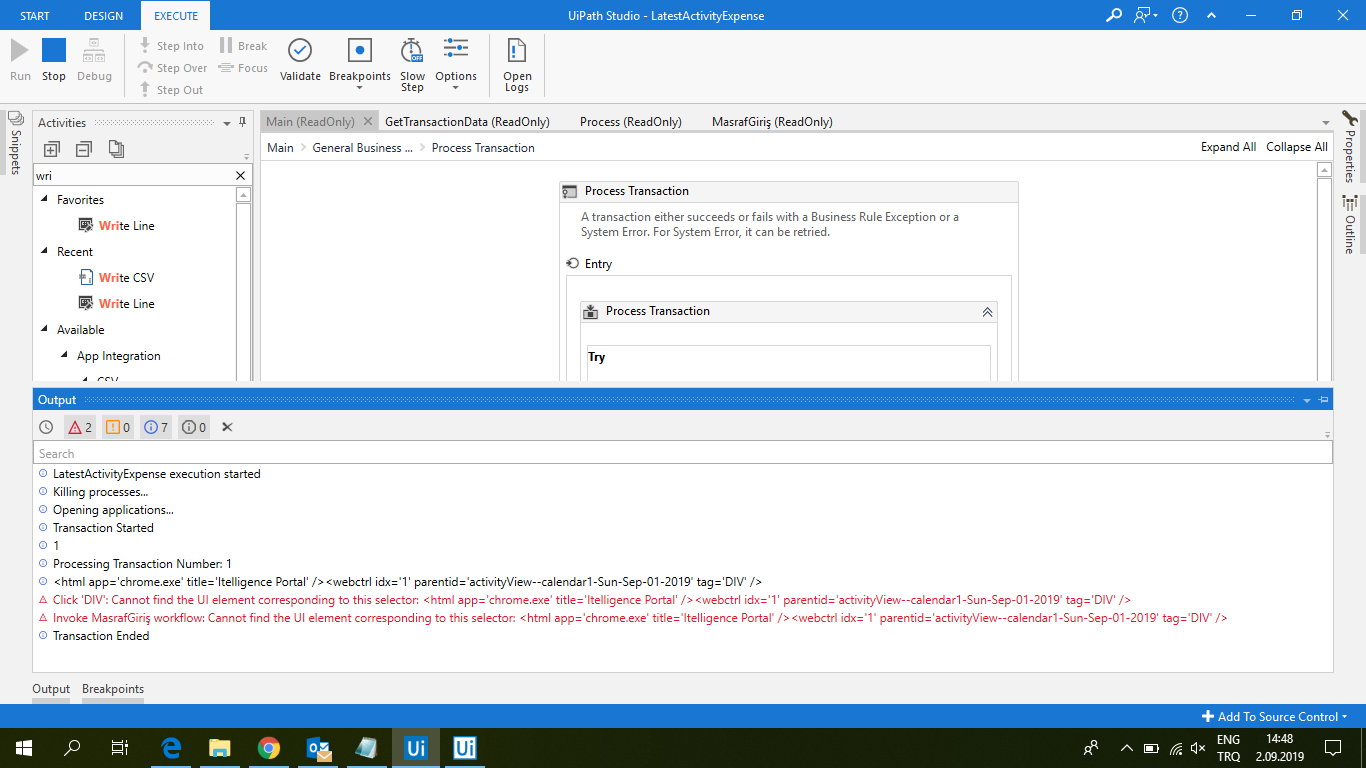 START DESIGN EXECUTE UiPath Studio - LatestActivityExpense
Run Stop Debug
Step Into Break
Step Over Focus
Step Out
Validate Breakpoints Slow Step Options Open Logs
OFF
Snippets
Activities
wri
Favorites
Write Line
Recent
Write CSV
Write Line
Available
App Integration
CSV
Main (ReadOnly) GetTransactionData (ReadOnly) Process (ReadOnly) MasrafGiriş (ReadOnly)
Main General Business ... Process Transaction Expand All Collapse All
Process Transaction
A transaction either succeeds or fails with a Business Rule Exception or a
System Error. For System Error, it can be retried.
Entry
Process Transaction
Try
Properties
Outline
Output
2 0 7 0
Search
LatestActivityExpense execution started
Killing processes...
Opening applications...
Transaction Started
1
Processing Transaction Number: 1
<html app='chrome.exe' title='Itelligence Portal' /><webctrl idx='1' parentid='activityView--calendar1-Sun-Sep-01-2019' tag='DIV' />
Click 'DIV': Cannot find the UI element corresponding to this selector: <html app='chrome.exe' title='Itelligence Portal' /><webctrl idx='1' parentid='activityView--calendar1-Sun-Sep-01-2019' tag='DIV' />
Invoke MasrafGiriş workflow: Cannot find the UI element corresponding to this selector: <html app='chrome.exe' title='Itelligence Portal' /><webctrl idx='1' parentid='activityView--calendar1-Sun-Sep-01-2019' tag='DIV' />
Transaction Ended
Output Breakpoints
Add To Source Control
Ui Ui
ENG 14:48
TRQ 2.09.2019